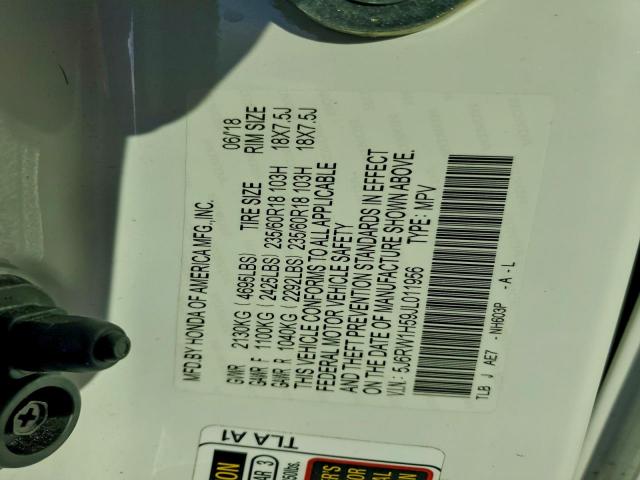 MFD.BY HONDA OF AMERICA MFG.,INC. 06/18
GVWR 2130KG (4695LBS) TIRE SIZE RIM SIZE
GAWR F 1100KG (2425LBS) 235/60R18 103H 18X7.5J
GAWR R 1040KG (2292LBS) 235/60R18 103H 18X7.5J
THIS VEHICLE CONFORMS TO ALL APPLICABLE
FEDERAL MOTOR VEHICLE SAFETY
AND THEFT PREVENTION STANDARDS IN EFFECT
ON THE DATE OF MANUFACTURE SHOWN ABOVE.
V.I.N.: 5J6RW1H59JL011956 TYPE: MPV
TLB J AE7 -NH603P -A-L
TLA A1